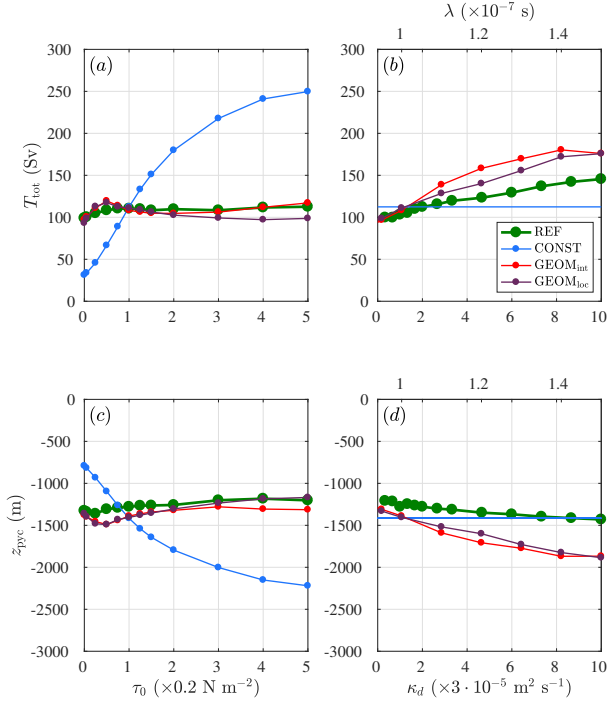 λ (×10⁻⁷ s)
1 1.2 1.4
300 (a) 300 (b)
250 250
200 200
T_tot (Sv)
150 150
100 100
50 50
0 0
0 1 2 3 4 5 0 2 4 6 8 10
REF
CONST
GEOM_int
GEOM_loc
1 1.2 1.4
0 (c) 0 (d)
-500 -500
-1000 -1000
z_pyc (m)
-1500 -1500
-2000 -2000
-2500 -2500
-3000 -3000
0 1 2 3 4 5 0 2 4 6 8 10
τ₀ (×0.2 N m⁻²) κ_d (×3 · 10⁻⁵ m² s⁻¹)